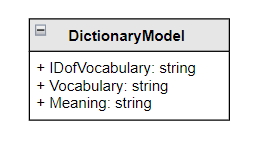 DictionaryModel
+ IDofVocabulary: string
+ Vocabulary: string
+ Meaning: string